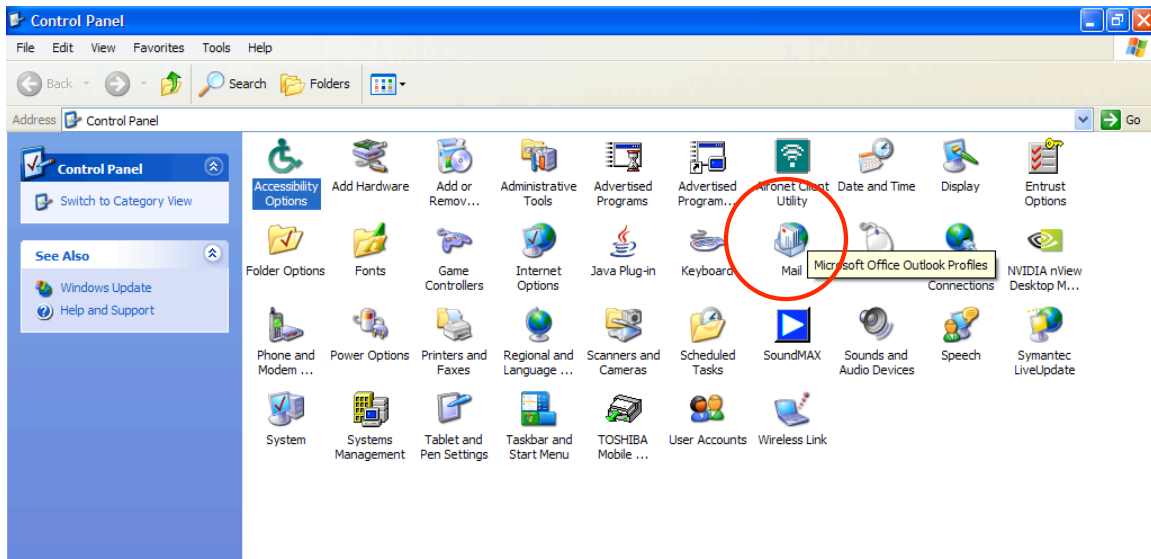 Control Panel
File Edit View Favorites Tools Help
Back Search Folders
Address Control Panel Go
Control Panel
Switch to Category View
See Also
Windows Update
Help and Support
Accessibility Options
Add Hardware
Add or Remov...
Administrative Tools
Advertised Programs
Advertised Program...
Aironet Client Utility
Date and Time
Display
Entrust Options
Folder Options
Fonts
Game Controllers
Internet Options
Java Plug-in
Keyboard
Mail
Microsoft Office Outlook Profiles
Connections
NVIDIA nView Desktop M...
Phone and Modem ...
Power Options
Printers and Faxes
Regional and Language ...
Scanners and Cameras
Scheduled Tasks
SoundMAX
Sounds and Audio Devices
Speech
Symantec LiveUpdate
System
Systems Management
Tablet and Pen Settings
Taskbar and Start Menu
TOSHIBA Mobile ...
User Accounts
Wireless Link